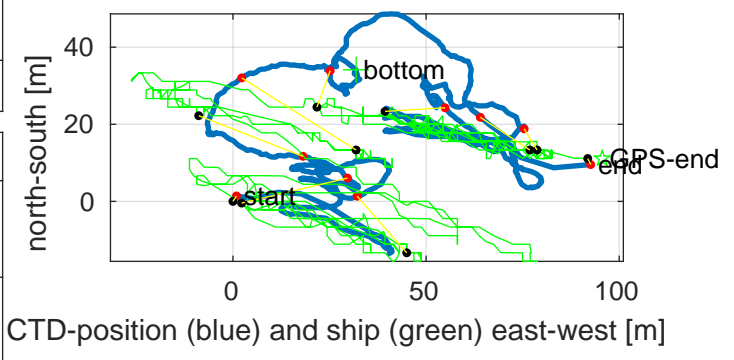 north-south [m]
40
20
0
bottom
GPS-end
end
start
0
50
100
CTD-position (blue) and ship (green) east-west [m]